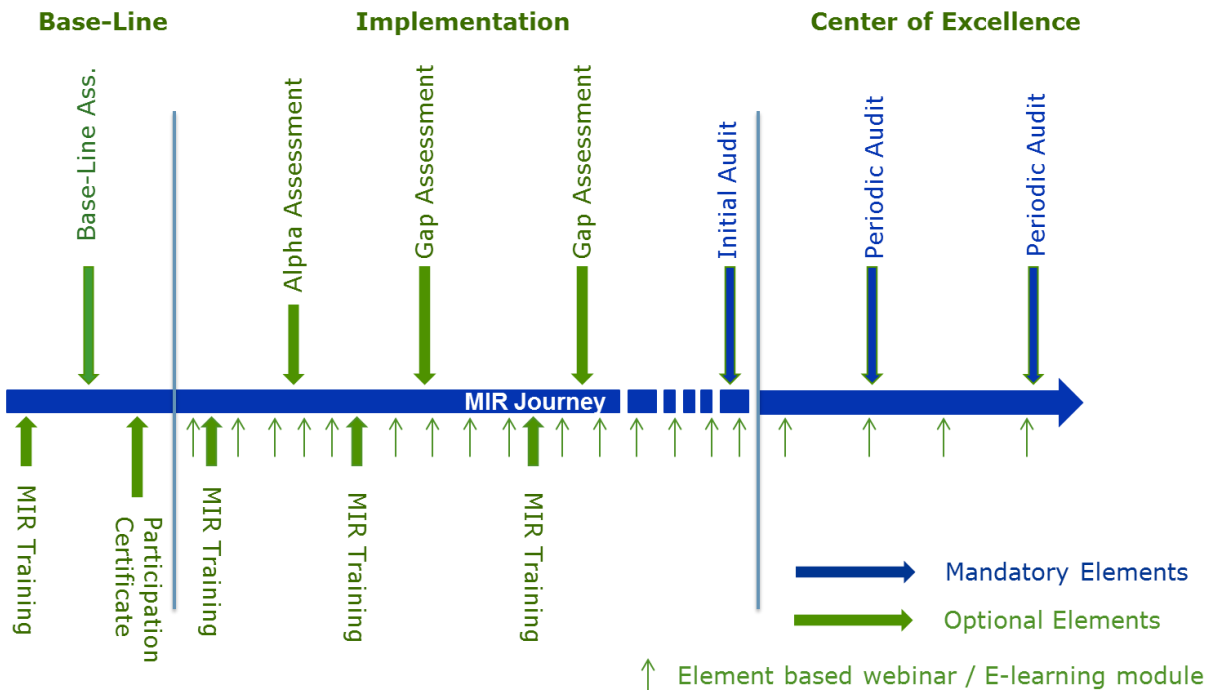 Base-Line
Implementation
Center of Excellence
Base-Line Ass.
Alpha Assessment
Gap Assessment
Gap Assessment
Initial Audit
Periodic Audit
Periodic Audit
MIR Journey
MIR Training
Participation
Certificate
MIR Training
MIR Training
MIR Training
Mandatory Elements
Optional Elements
Element based webinar / E-learning module